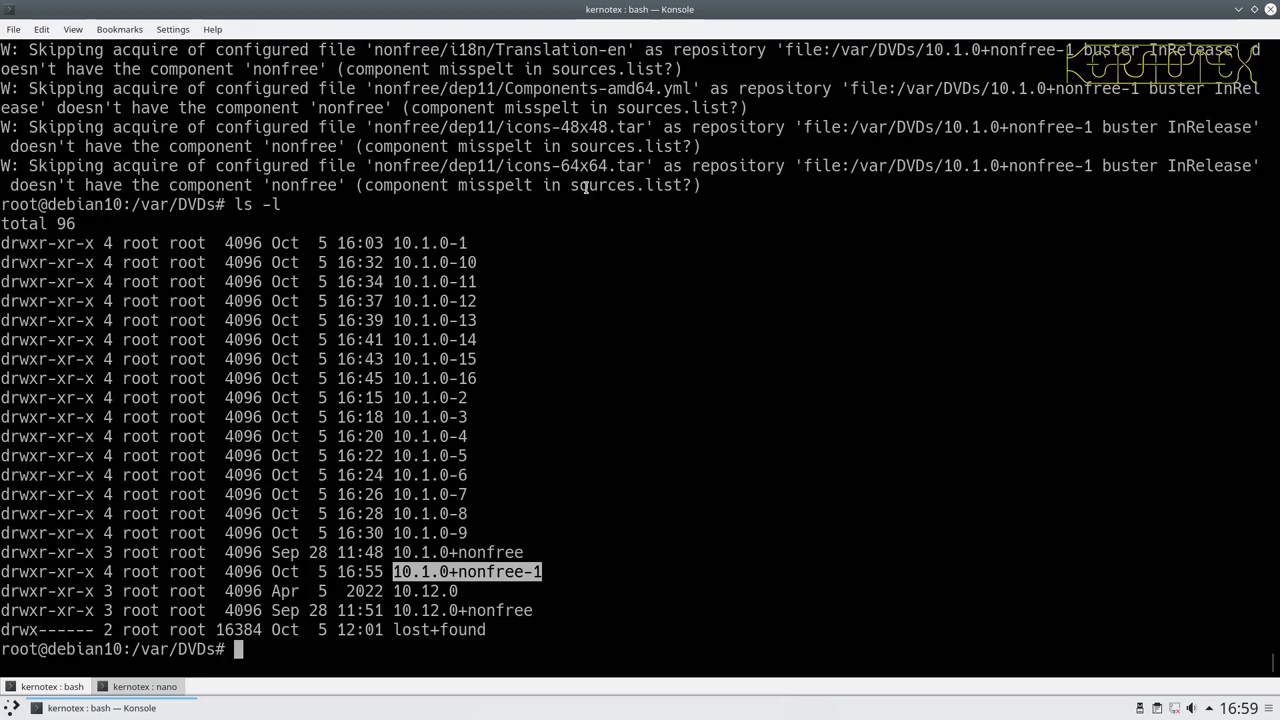 kernotex : bash — Konsole
File Edit View Bookmarks Settings Help
W: Skipping acquire of configured file 'nonfree/i18n/Translation-en' as repository 'file:/var/DVDs/10.1.0+nonfree-1 buster InRelease' d
oesn't have the component 'nonfree' (component misspelt in sources.list?)
W: Skipping acquire of configured file 'nonfree/dep11/Components-amd64.yml' as repository 'file:/var/DVDs/10.1.0+nonfree-1 buster InRel
ease' doesn't have the component 'nonfree' (component misspelt in sources.list?)
W: Skipping acquire of configured file 'nonfree/dep11/icons-48x48.tar' as repository 'file:/var/DVDs/10.1.0+nonfree-1 buster InRelease'
 doesn't have the component 'nonfree' (component misspelt in sources.list?)
W: Skipping acquire of configured file 'nonfree/dep11/icons-64x64.tar' as repository 'file:/var/DVDs/10.1.0+nonfree-1 buster InRelease'
 doesn't have the component 'nonfree' (component misspelt in sources.list?)
KERNOTEX
root@debian10:/var/DVDs# ls -l
total 96
drwxr-xr-x 4 root root  4096 Oct  5 16:03 10.1.0-1
drwxr-xr-x 4 root root  4096 Oct  5 16:32 10.1.0-10
drwxr-xr-x 4 root root  4096 Oct  5 16:34 10.1.0-11
drwxr-xr-x 4 root root  4096 Oct  5 16:37 10.1.0-12
drwxr-xr-x 4 root root  4096 Oct  5 16:39 10.1.0-13
drwxr-xr-x 4 root root  4096 Oct  5 16:41 10.1.0-14
drwxr-xr-x 4 root root  4096 Oct  5 16:43 10.1.0-15
drwxr-xr-x 4 root root  4096 Oct  5 16:45 10.1.0-16
drwxr-xr-x 4 root root  4096 Oct  5 16:15 10.1.0-2
drwxr-xr-x 4 root root  4096 Oct  5 16:18 10.1.0-3
drwxr-xr-x 4 root root  4096 Oct  5 16:20 10.1.0-4
drwxr-xr-x 4 root root  4096 Oct  5 16:22 10.1.0-5
drwxr-xr-x 4 root root  4096 Oct  5 16:24 10.1.0-6
drwxr-xr-x 4 root root  4096 Oct  5 16:26 10.1.0-7
drwxr-xr-x 4 root root  4096 Oct  5 16:28 10.1.0-8
drwxr-xr-x 4 root root  4096 Oct  5 16:30 10.1.0-9
drwxr-xr-x 3 root root  4096 Sep 28 11:48 10.1.0+nonfree
drwxr-xr-x 4 root root  4096 Oct  5 16:55 10.1.0+nonfree-1
drwxr-xr-x 3 root root  4096 Apr  5  2022 10.12.0
drwxr-xr-x 3 root root  4096 Sep 28 11:51 10.12.0+nonfree
drwx------ 2 root root 16384 Oct  5 12:01 lost+found
root@debian10:/var/DVDs#
kernotex : bash kernotex : nano
kernotex : bash — Konsole 16:59